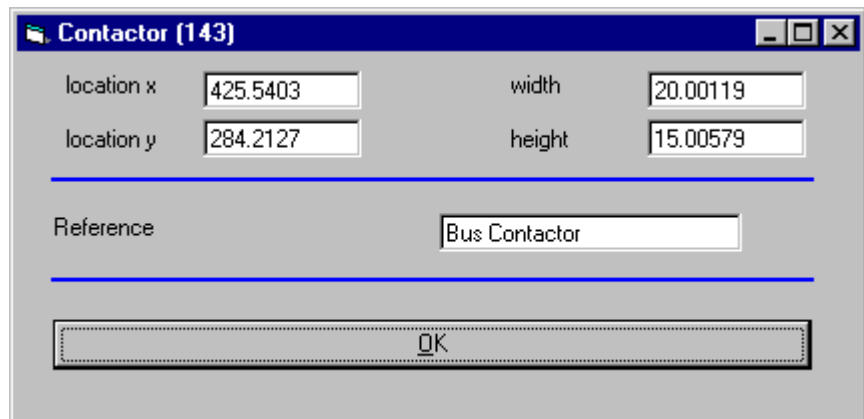 Contactor (143)
location x 425.5403 width 20.00119
location y 284.2127 height 15.00579
Reference Bus Contactor
OK